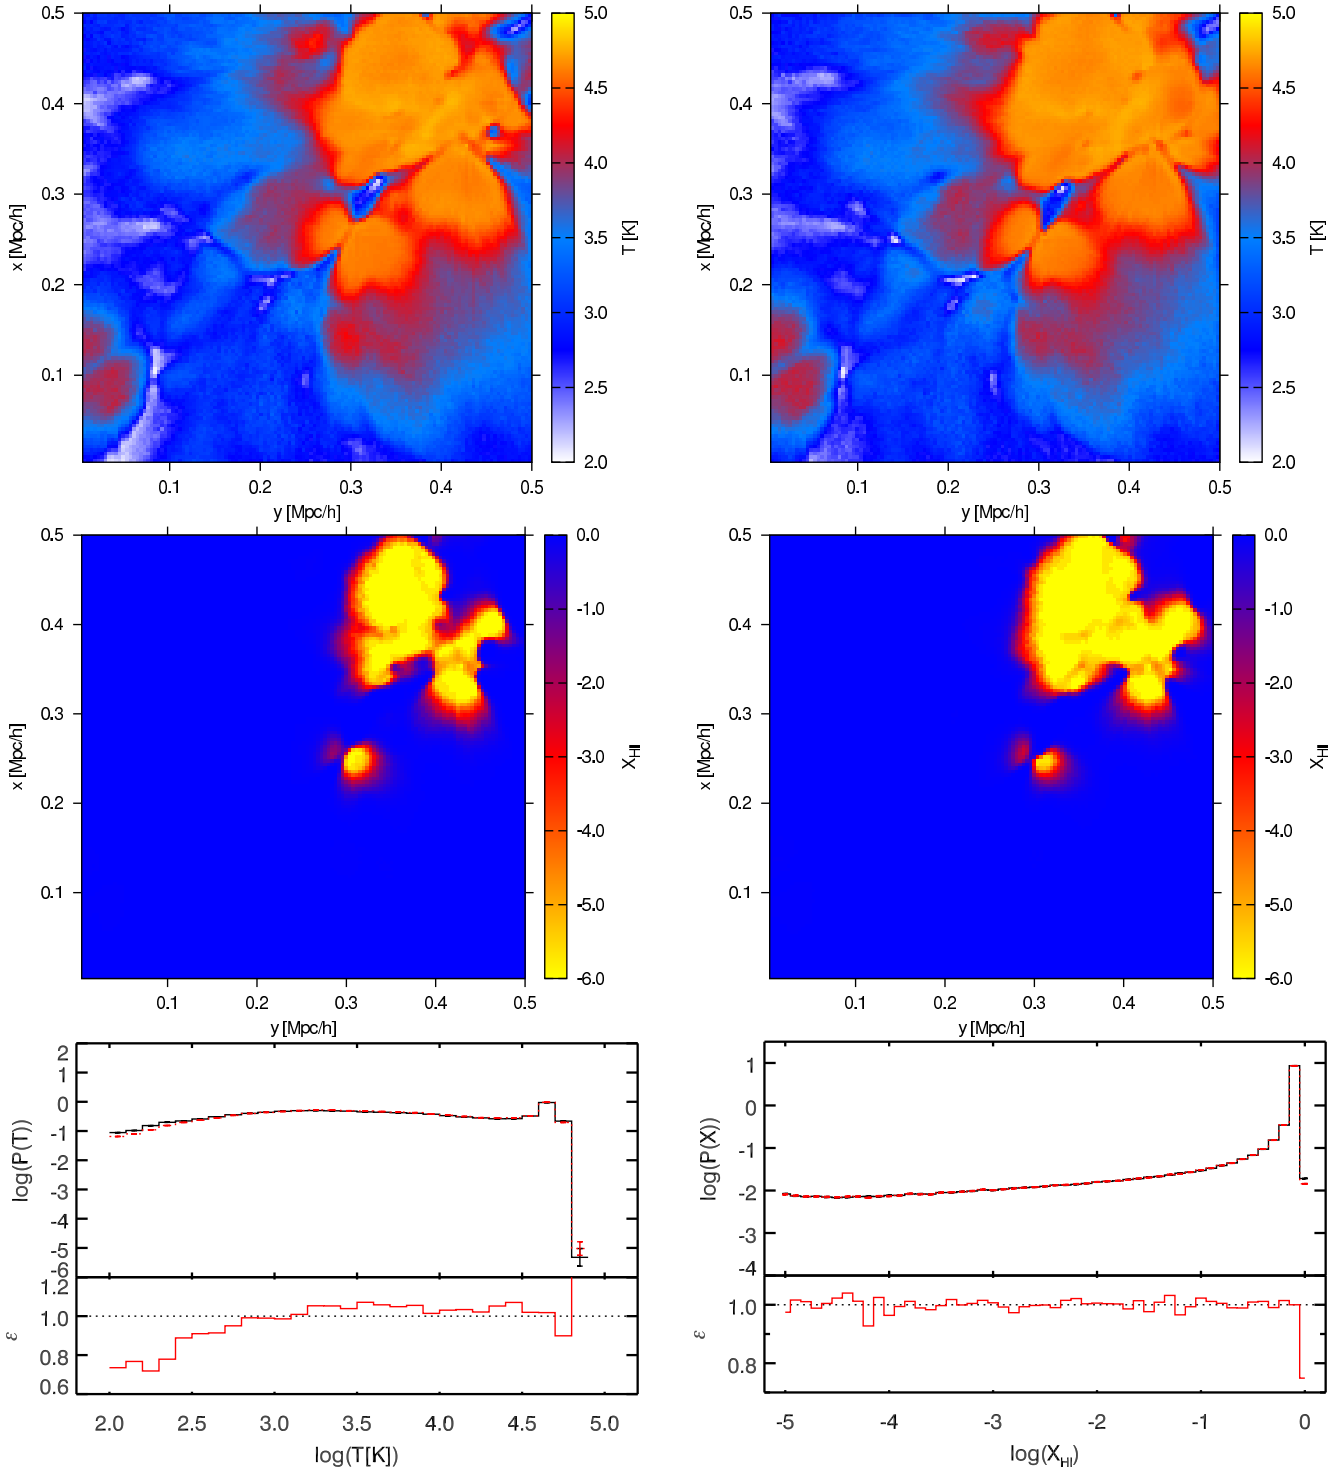 0.5
0.4
0.3
0.2
0.1
x [Mpc/h]
0.1 0.2 0.3 0.4 0.5
y [Mpc/h]
5.0
4.5
4.0
3.5
3.0
2.5
2.0
T [K]
0.5
0.4
0.3
0.2
0.1
x [Mpc/h]
0.1 0.2 0.3 0.4 0.5
y [Mpc/h]
5.0
4.5
4.0
3.5
3.0
2.5
2.0
T [K]
0.5
0.4
0.3
0.2
0.1
x [Mpc/h]
0.1 0.2 0.3 0.4 0.5
y [Mpc/h]
0.0
-1.0
-2.0
-3.0
-4.0
-5.0
-6.0
X_HII
0.5
0.4
0.3
0.2
0.1
x [Mpc/h]
0.1 0.2 0.3 0.4 0.5
y [Mpc/h]
0.0
-1.0
-2.0
-3.0
-4.0
-5.0
-6.0
X_HII
2
1
0
-1
-2
-3
-4
-5
-6
log(P(T))
1.2
1.0
0.8
0.6
ε
2.0 2.5 3.0 3.5 4.0 4.5 5.0
log(T[K])
1
0
-1
-2
-3
-4
log(P(X))
1.0
0.8
ε
-5 -4 -3 -2 -1 0
log(X_HI)